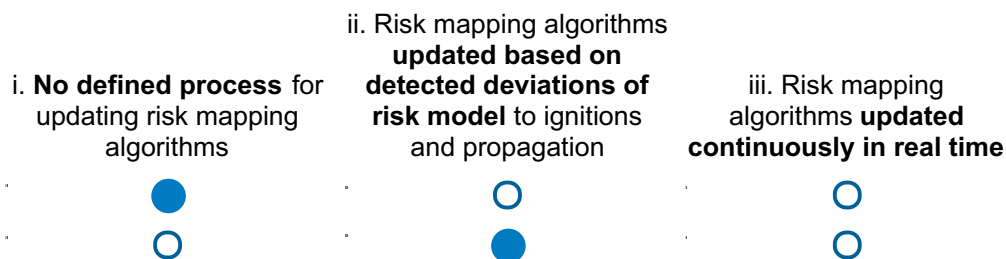 i. No defined process for
updating risk mapping
algorithms
ii. Risk mapping algorithms
updated based on
detected deviations of
risk model to ignitions
and propagation
iii. Risk mapping
algorithms updated
continuously in real time